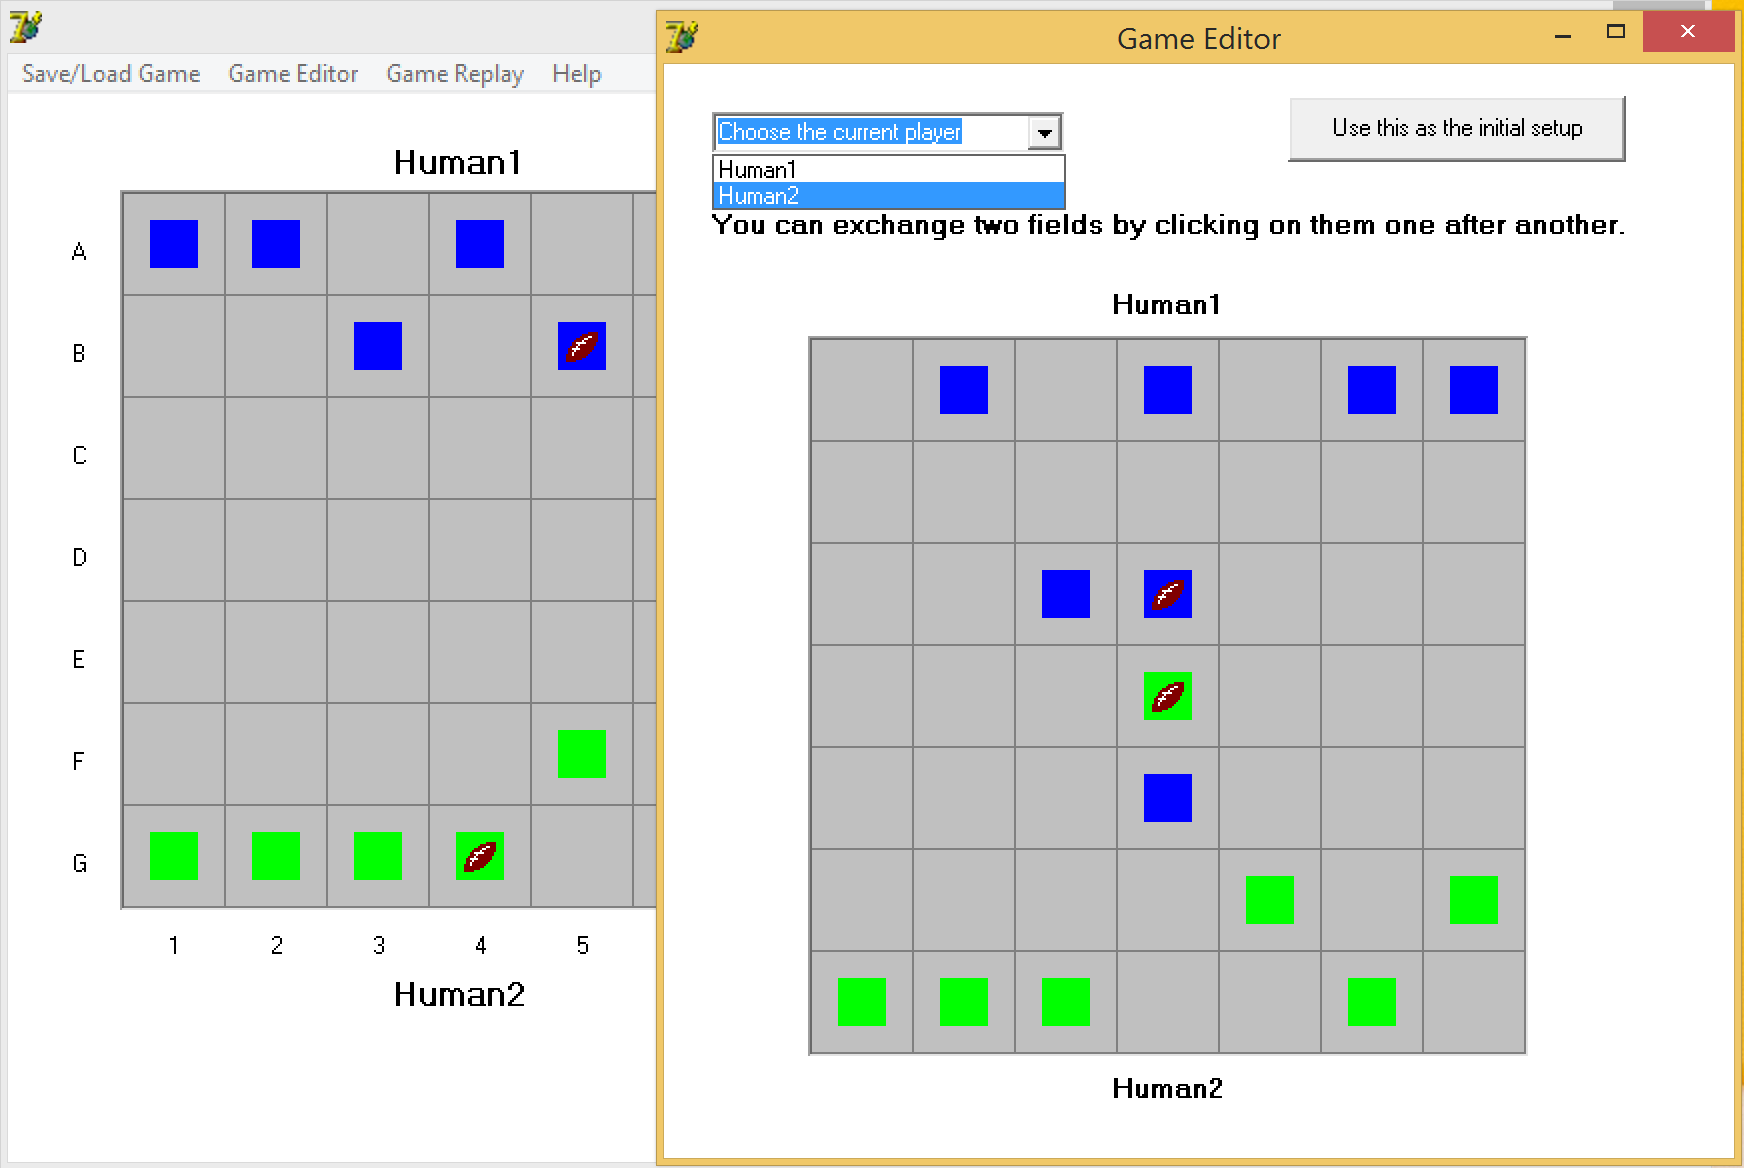 Save/Load Game Game Editor Game Replay Help
Human1
A
B
C
D
E
F
G
1 2 3 4 5
Human2
Game Editor
Choose the current player
Human1
Human2
Use this as the initial setup
You can exchange two fields by clicking on them one after another.
Human1
Human2